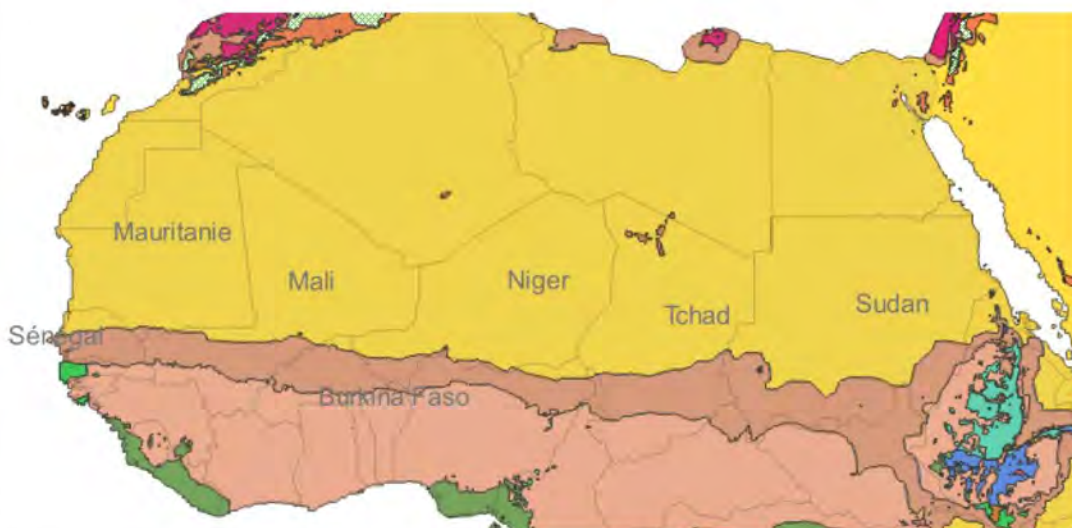 Mauritanie
Mali
Niger
Tchad
Sudan
Sénégal
Burkina Faso